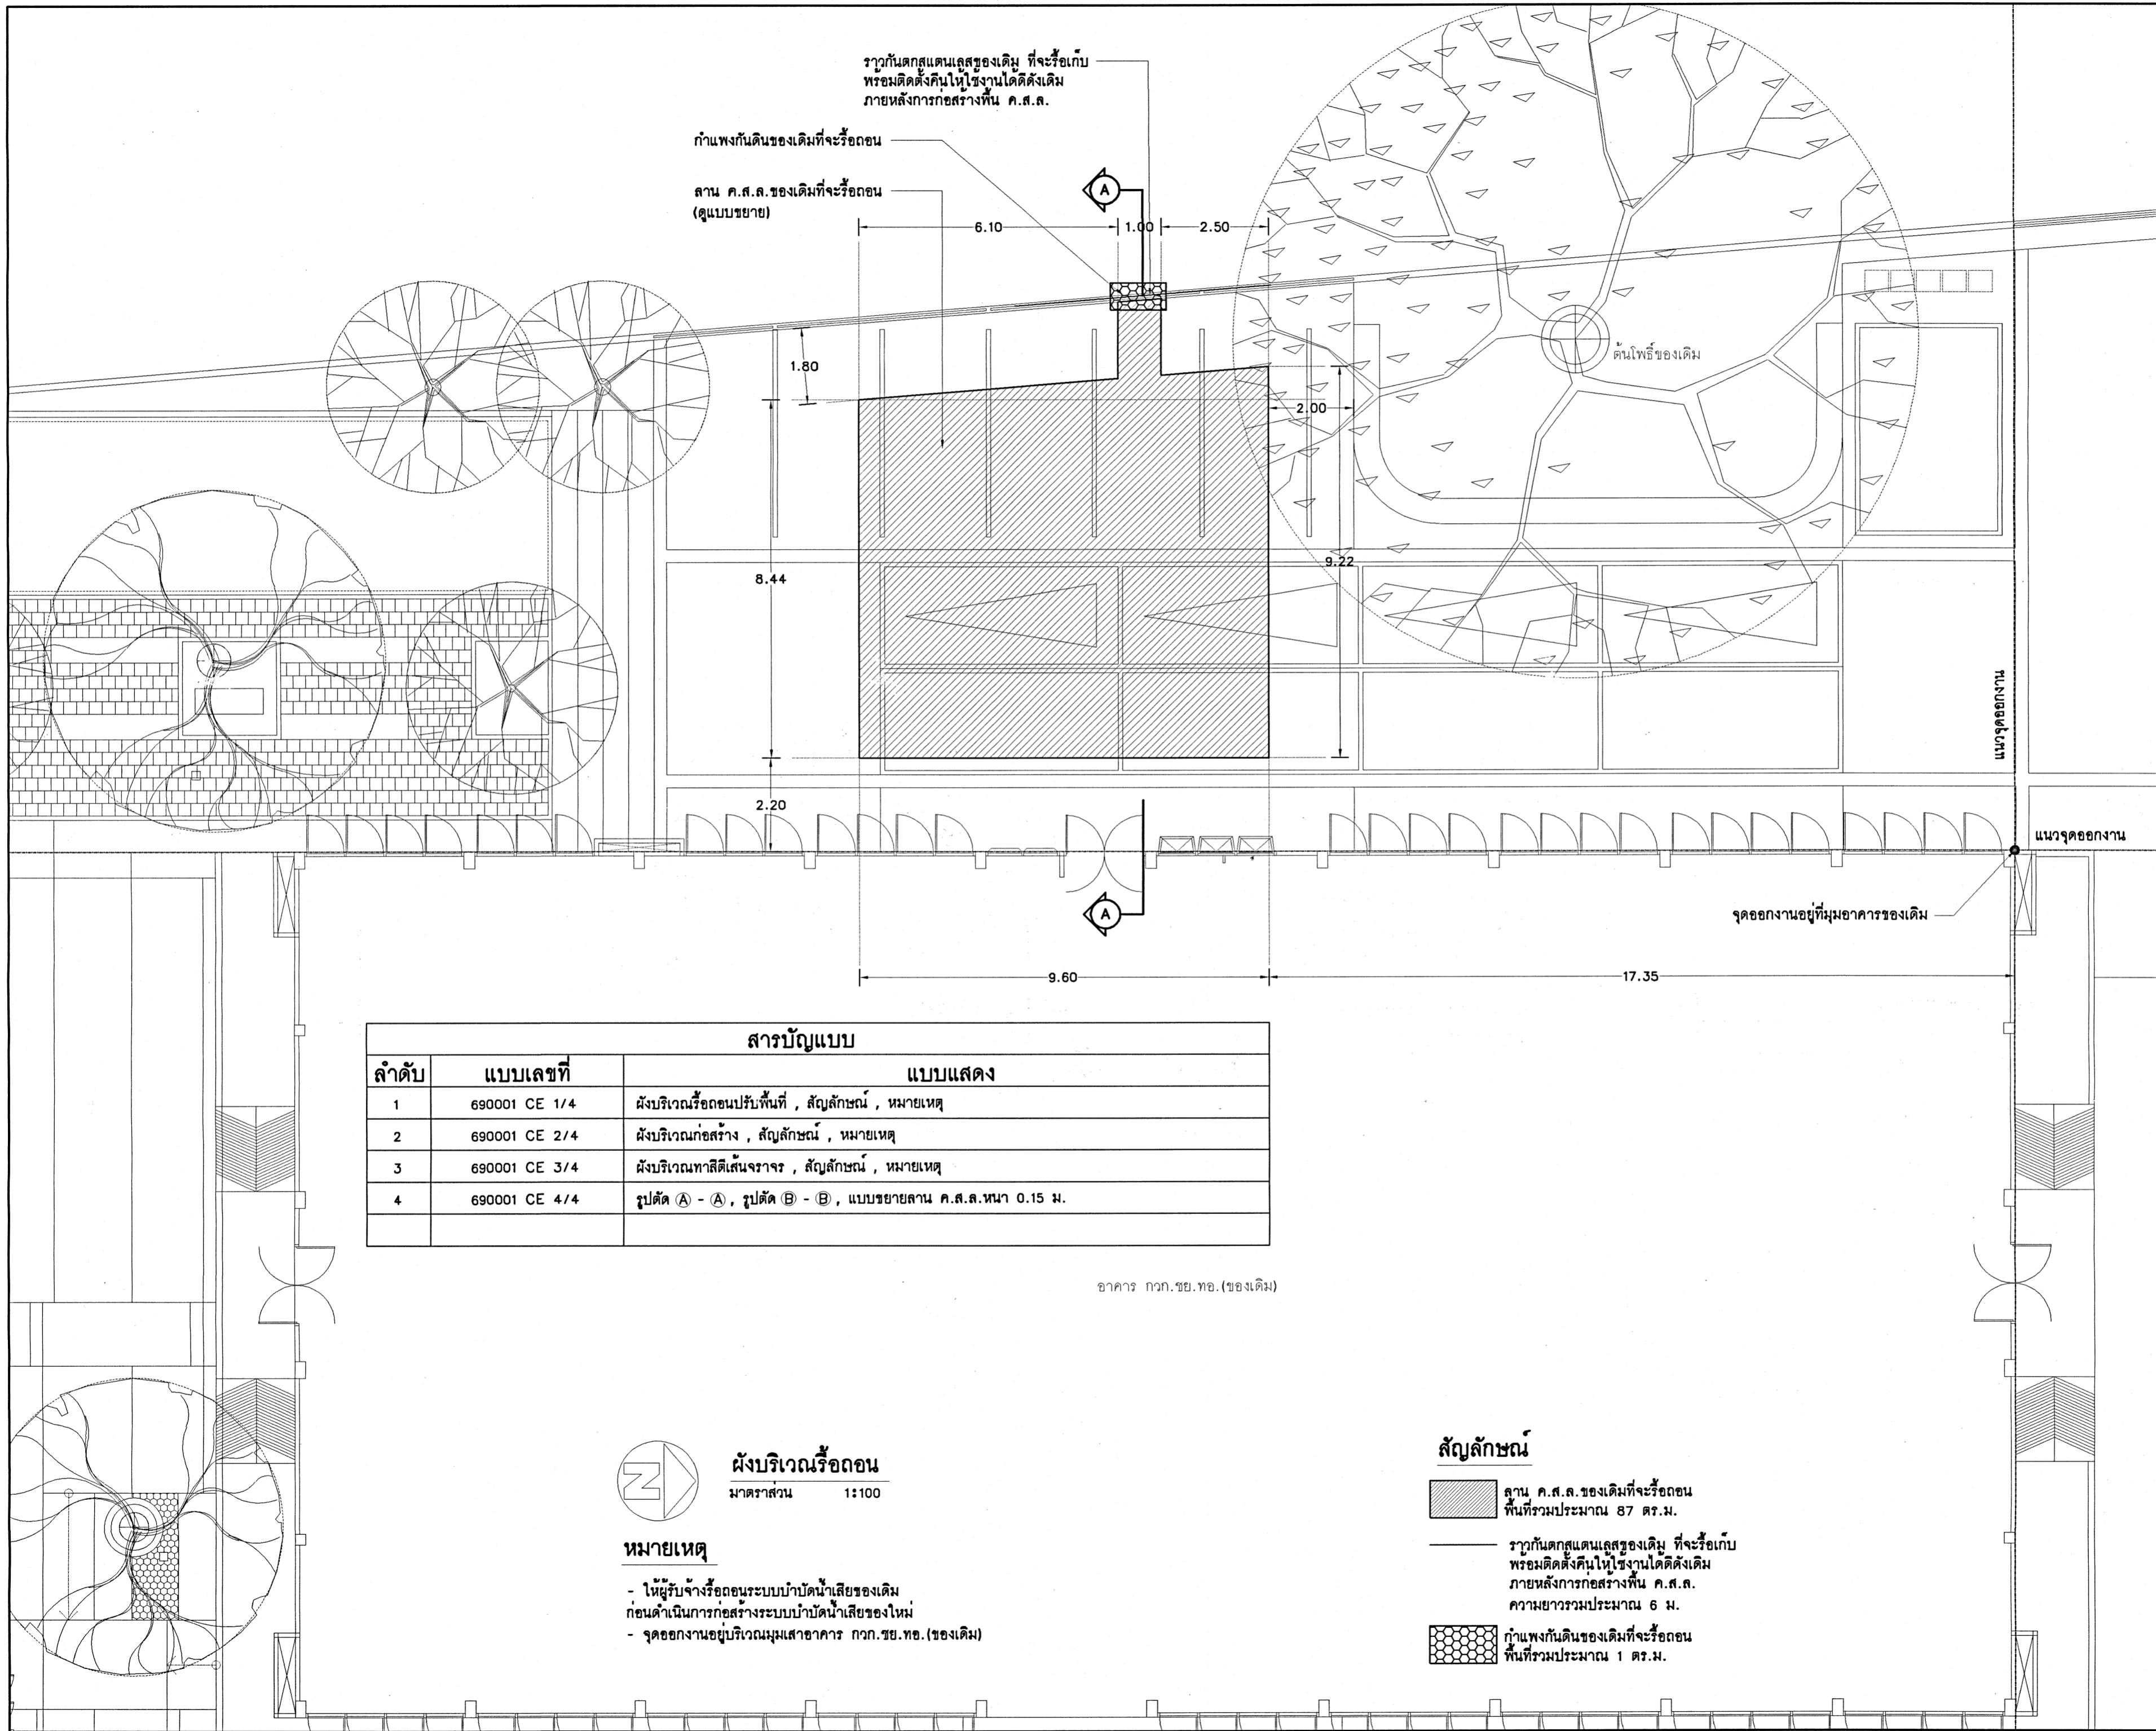 ราวกันตกสแตนเลสของเดิม ที่จะรื้อเก็บ
พร้อมติดตั้งคืนให้ใช้งานได้ดีดังเดิม
ภายหลังการก่อสร้างพื้น ค.ส.ล.
กำแพงกันดินของเดิมที่จะรื้อถอน
ลาน ค.ส.ล.ของเดิมที่จะรื้อถอน
(ดูแบบขยาย)
A
6.10
1.00
2.50
1.80
ต้นโพธิ์ของเดิม
2.00
8.44
9.22
แนวจุดออกงาน
2.20
แนวจุดออกงาน
A
จุดออกงานอยู่ที่มุมอาคารของเดิม
9.60
17.35
สารบัญแบบ
ลำดับ แบบเลขที่ แบบแสดง
1 690001 CE 1/4 ผังบริเวณรื้อถอนปรับพื้นที่ , สัญลักษณ์ , หมายเหตุ
2 690001 CE 2/4 ผังบริเวณก่อสร้าง , สัญลักษณ์ , หมายเหตุ
3 690001 CE 3/4 ผังบริเวณทาสีตีเส้นจราจร , สัญลักษณ์ , หมายเหตุ
4 690001 CE 4/4 รูปตัด Ⓐ - Ⓐ , รูปตัด Ⓑ - Ⓑ , แบบขยายลาน ค.ส.ล.หนา 0.15 ม.
อาคาร กวก.ชย.ทอ.(ของเดิม)
N
ผังบริเวณรื้อถอน
มาตราส่วน 1:100
หมายเหตุ
- ให้ผู้รับจ้างรื้อถอนระบบบำบัดน้ำเสียของเดิม
ก่อนดำเนินการก่อสร้างระบบบำบัดน้ำเสียของใหม่
- จุดออกงานอยู่บริเวณมุมเสาอาคาร กวก.ชย.ทอ.(ของเดิม)
สัญลักษณ์
ลาน ค.ส.ล.ของเดิมที่จะรื้อถอน
พื้นที่รวมประมาณ 87 ตร.ม.
ราวกันตกสแตนเลสของเดิม ที่จะรื้อเก็บ
พร้อมติดตั้งคืนให้ใช้งานได้ดีดังเดิม
ภายหลังการก่อสร้างพื้น ค.ส.ล.
ความยาวรวมประมาณ 6 ม.
กำแพงกันดินของเดิมที่จะรื้อถอน
พื้นที่รวมประมาณ 1 ตร.ม.